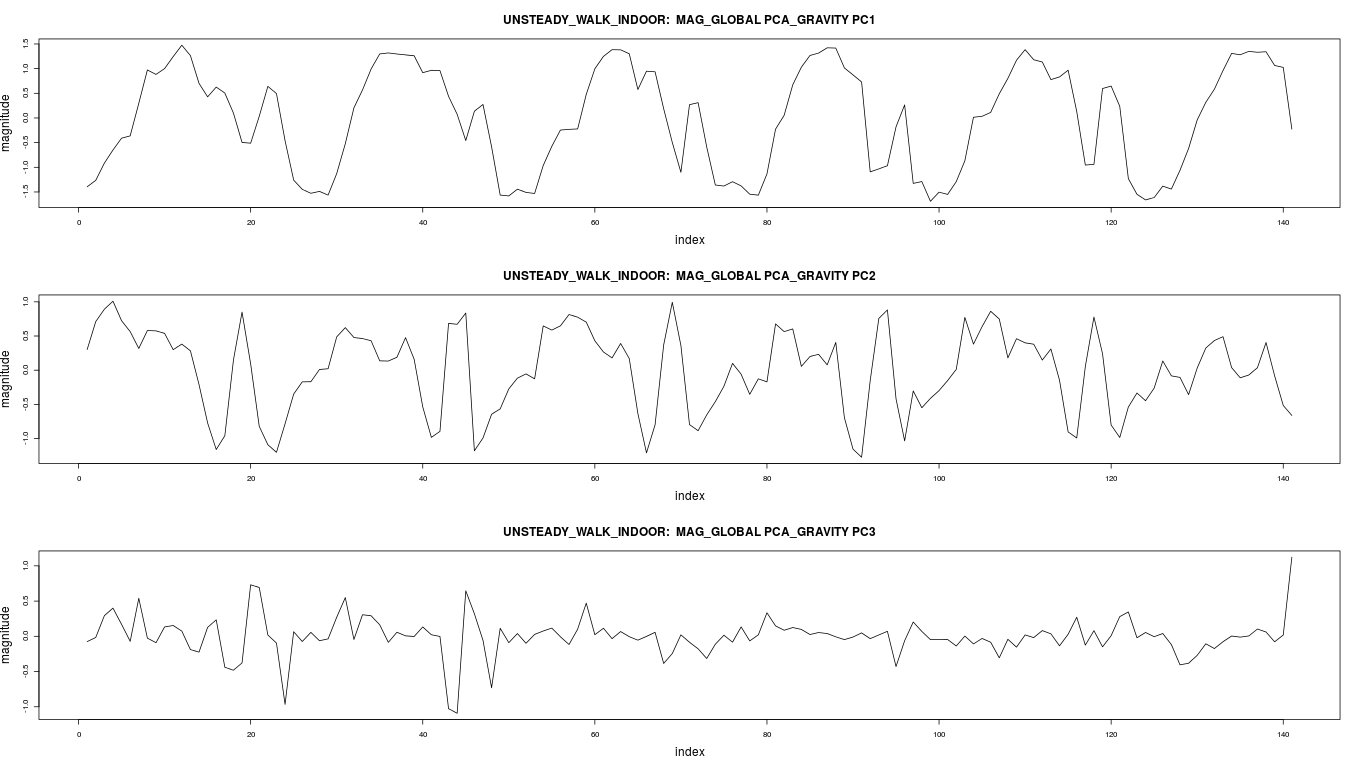 UNSTEADY_WALK_INDOOR: MAG_GLOBAL PCA_GRAVITY PC1
magnitude
1.5
1.0
0.5
0.0
-0.5
-1.0
-1.5
0 20 40 60 80 100 120 140
index
UNSTEADY_WALK_INDOOR: MAG_GLOBAL PCA_GRAVITY PC2
magnitude
1.0
0.5
0.0
-0.5
-1.0
0 20 40 60 80 100 120 140
index
UNSTEADY_WALK_INDOOR: MAG_GLOBAL PCA_GRAVITY PC3
magnitude
1.0
0.5
0.0
-0.5
-1.0
0 20 40 60 80 100 120 140
index